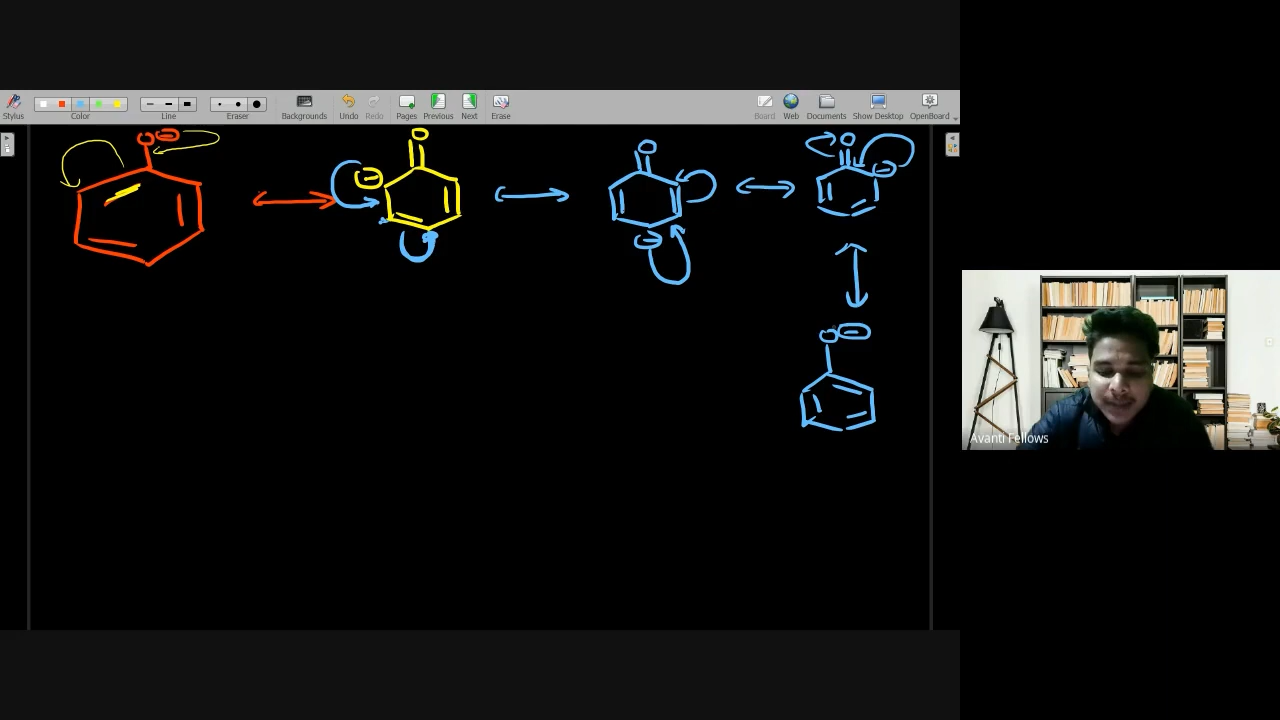 Stylus
Color
Line
Eraser
Backgrounds
Undo
Redo
Pages
Previous
Next
Erase
Board
Web
Documents
Show Desktop
OpenBoard
O ⊖
O
⊖
O
⊖
O
⊖
O ⊖
Avanti Fellows